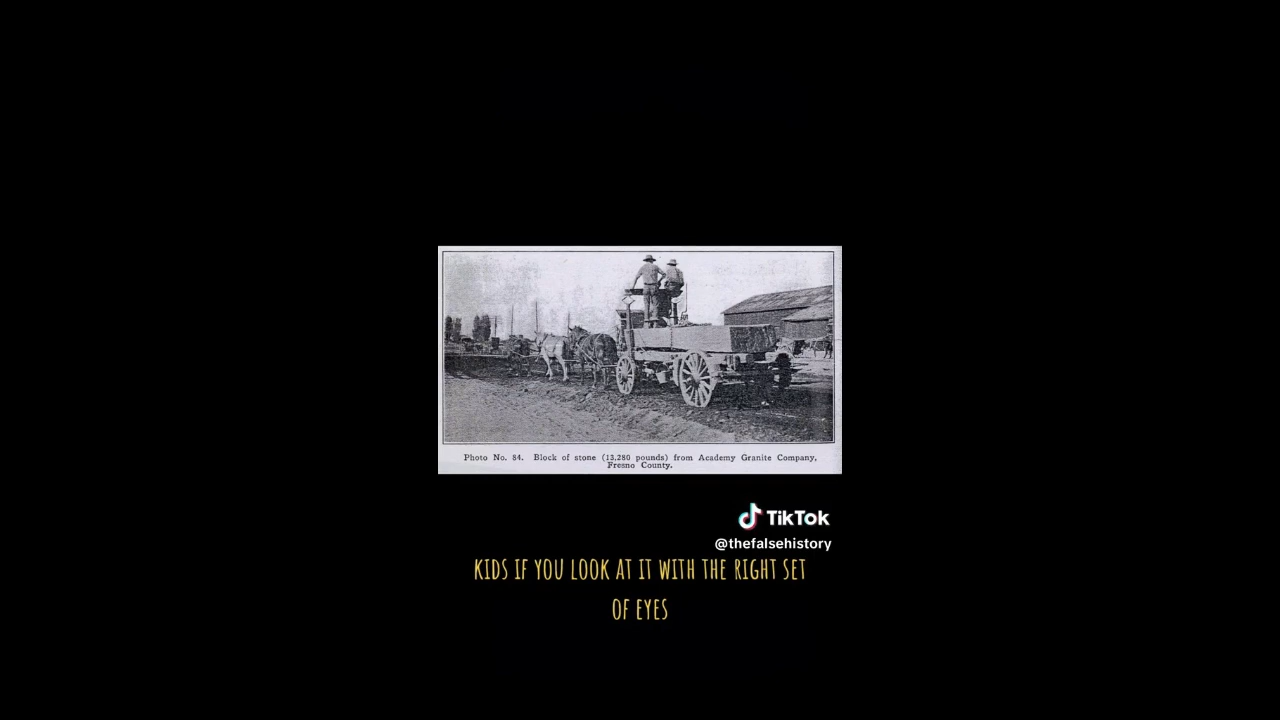 Photo No. 84. Block of stone (13,280 pounds) from Academy Granite Company,
Fresno County.
TikTok
@thefalsehistory
KIDS IF YOU LOOK AT IT WITH THE RIGHT SET
OF EYES